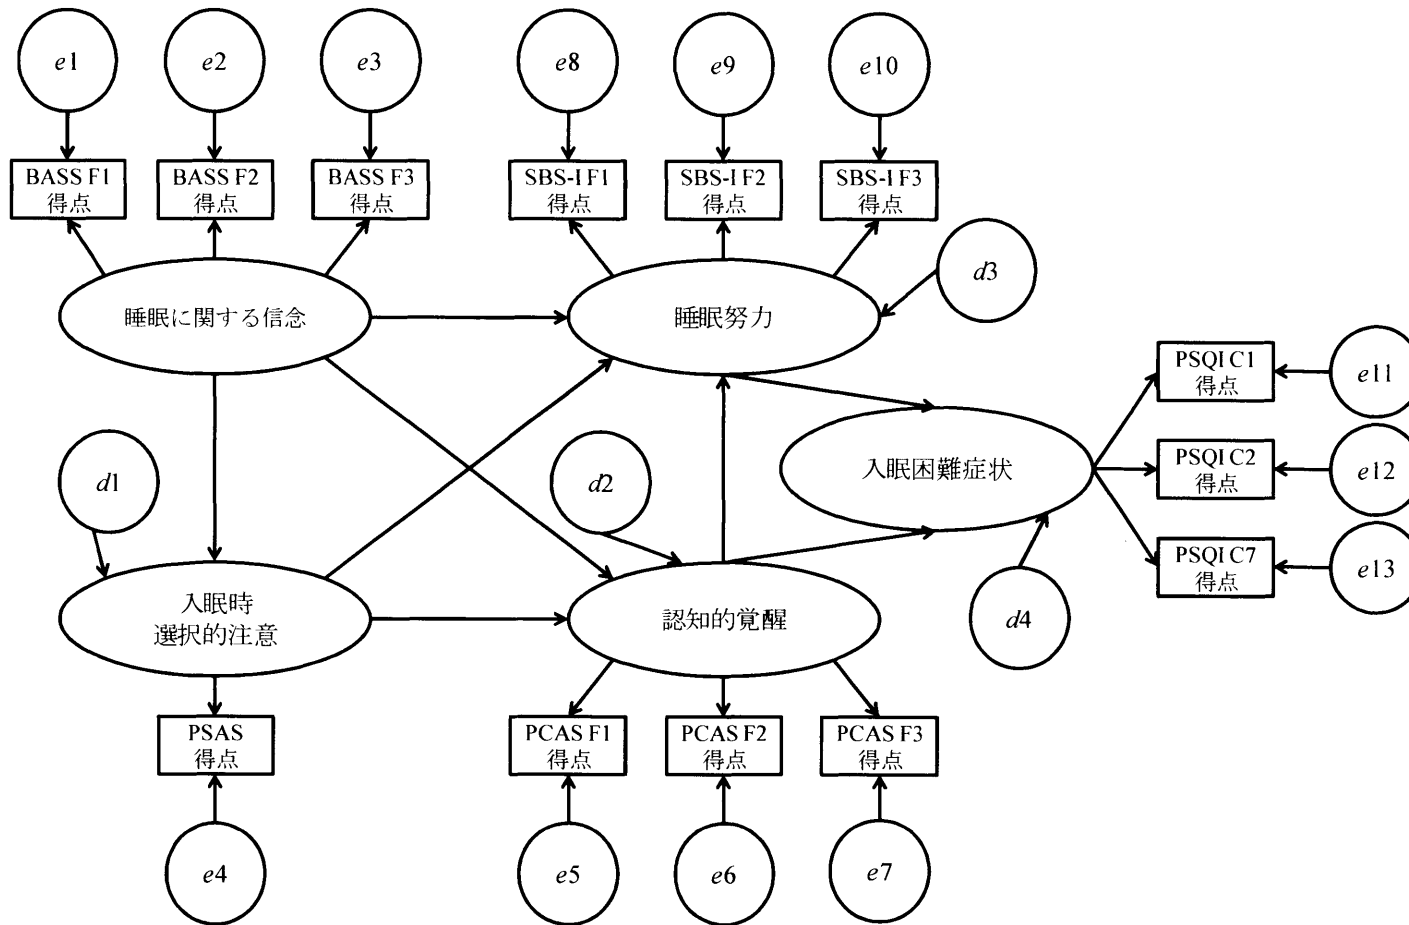 e1
e2
e3
e8
e9
e10
BASS F1
得点
BASS F2
得点
BASS F3
得点
SBS-I F1
得点
SBS-I F2
得点
SBS-I F3
得点
d3
睡眠に関する信念
睡眠努力
PSQI C1
得点
e11
d1
d2
入眠困難症状
PSQI C2
得点
e12
PSQI C7
得点
e13
入眠時
選択的注意
認知的覚醒
d4
PSAS
得点
PCAS F1
得点
PCAS F2
得点
PCAS F3
得点
e4
e5
e6
e7